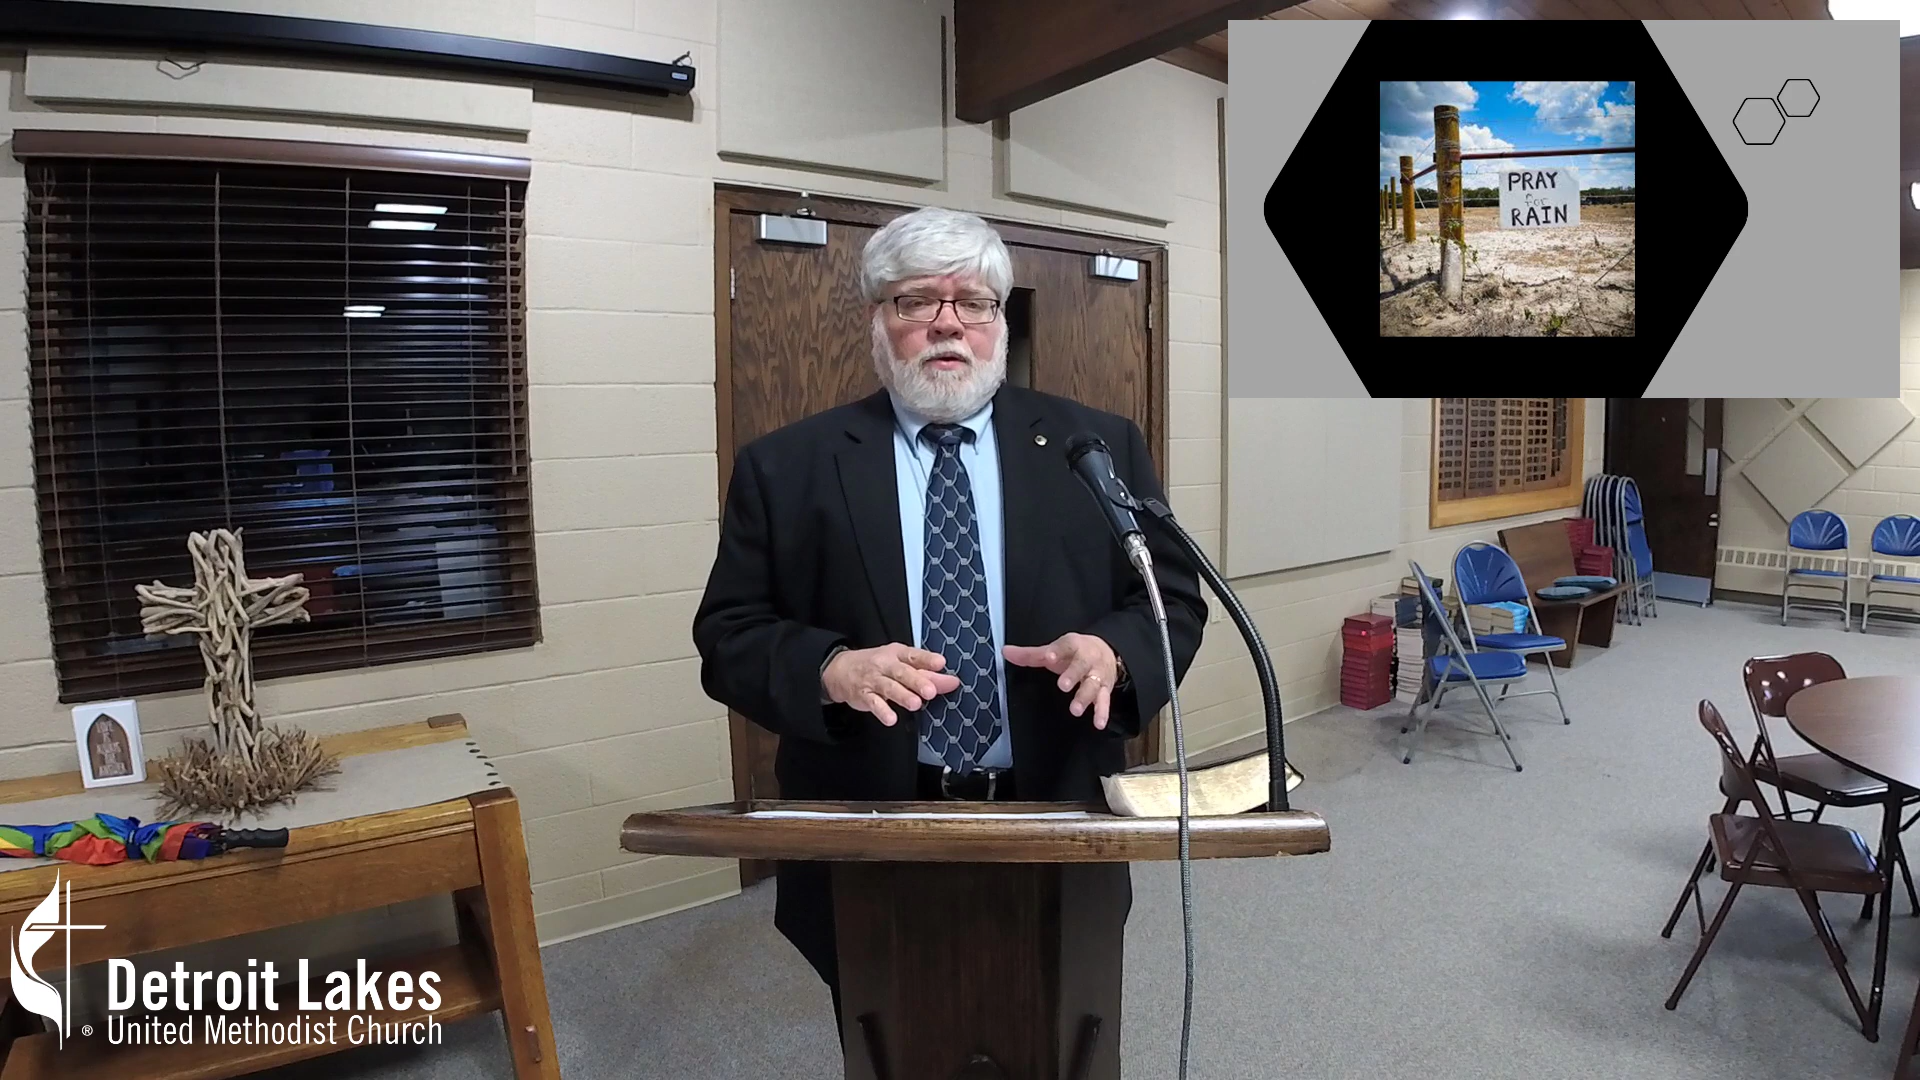 PRAY
for
RAIN
Detroit Lakes
® United Methodist Church